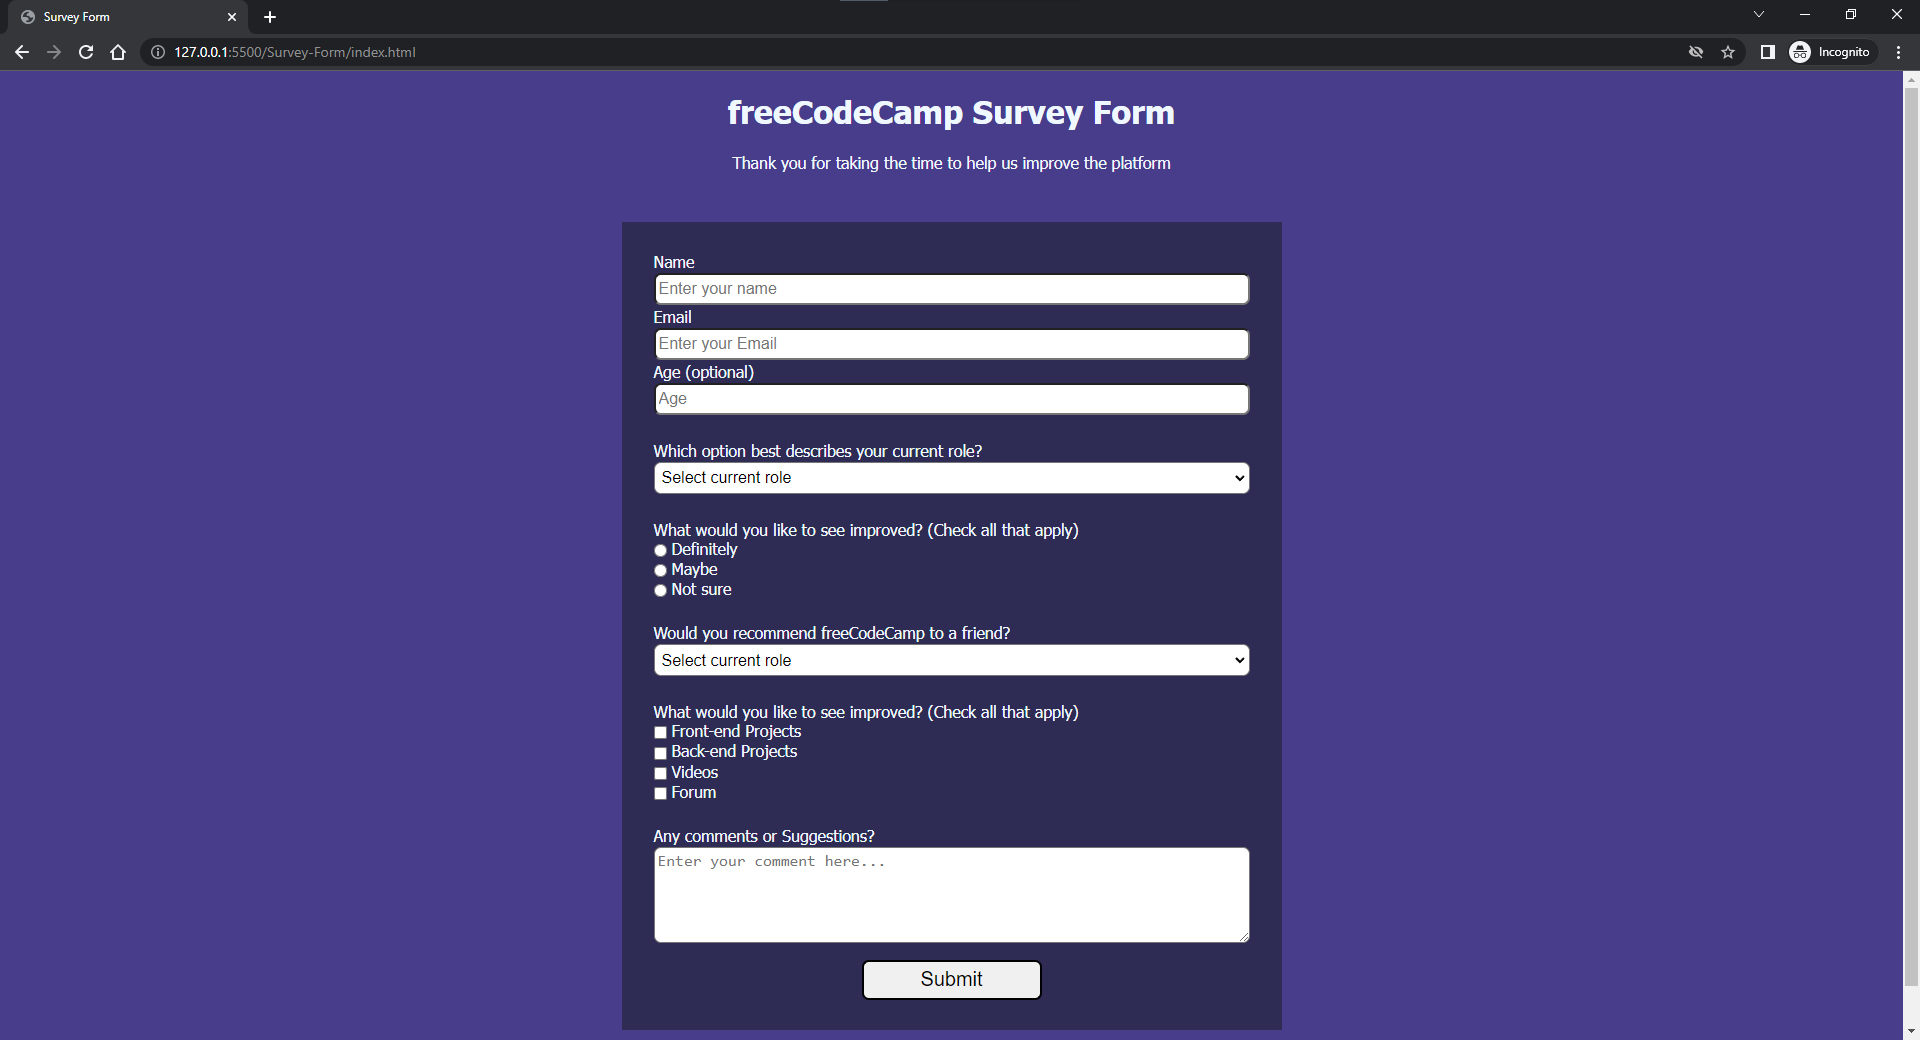 Survey Form
127.0.0.1:5500/Survey-Form/index.html
Incognito
freeCodeCamp Survey Form
Thank you for taking the time to help us improve the platform
Name
Enter your name
Email
Enter your Email
Age (optional)
Age
Which option best describes your current role?
Select current role
What would you like to see improved? (Check all that apply)
Definitely
Maybe
Not sure
Would you recommend freeCodeCamp to a friend?
Select current role
What would you like to see improved? (Check all that apply)
Front-end Projects
Back-end Projects
Videos
Forum
Any comments or Suggestions?
Enter your comment here...
Submit